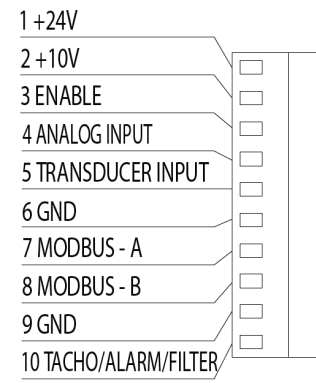 1 +24V
2 +10V
3 ENABLE
4 ANALOG INPUT
5 TRANSDUCER INPUT
6 GND
7 MODBUS - A
8 MODBUS - B
9 GND
10 TACHO/ALARM/FILTER